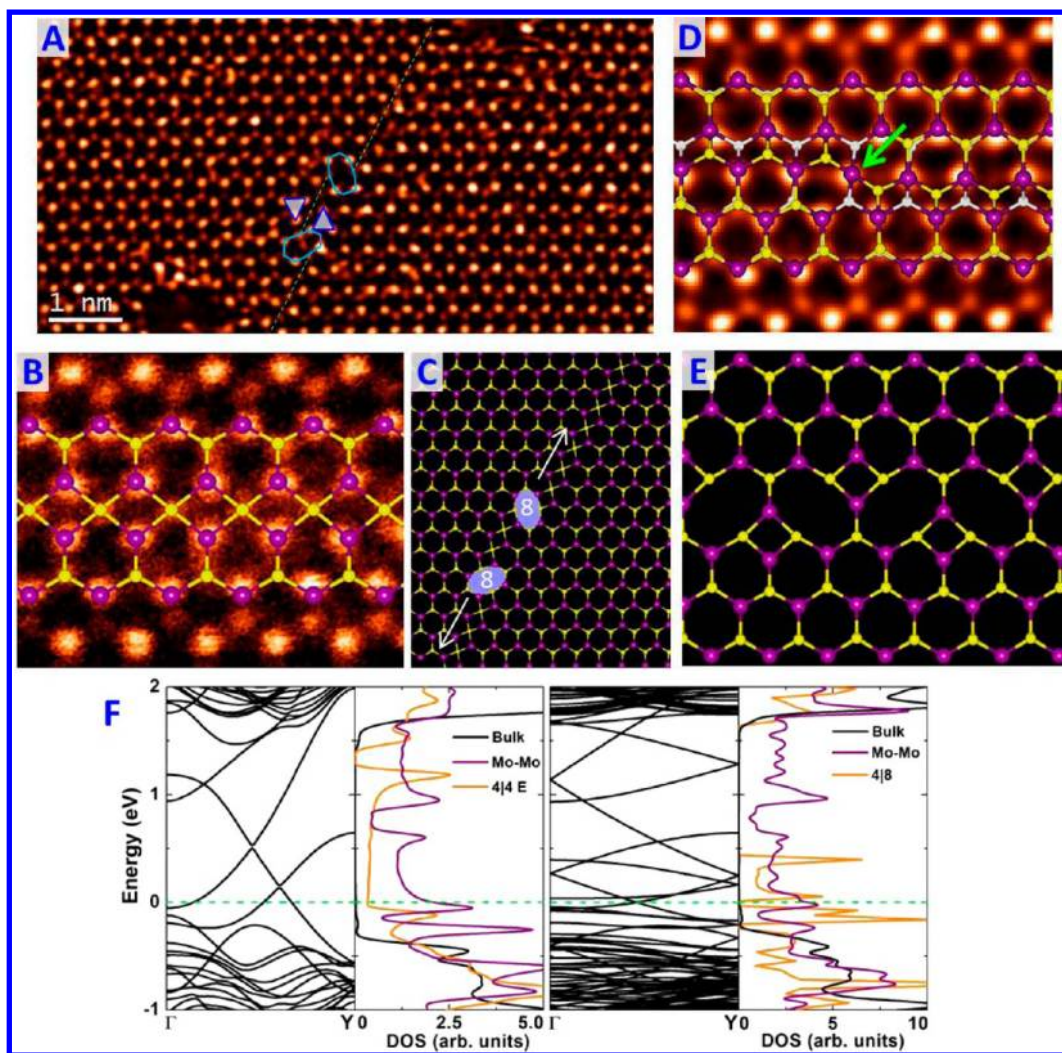 A
1 nm
D
B
C
8
8
E
F
Energy (eV)
2
1
0
-1
Γ
Y
Bulk
Mo-Mo
4|4 E
0
2.5
5.0
DOS (arb. units)
Γ
Y
Bulk
Mo-Mo
4|8
0
5
10
DOS (arb. units)